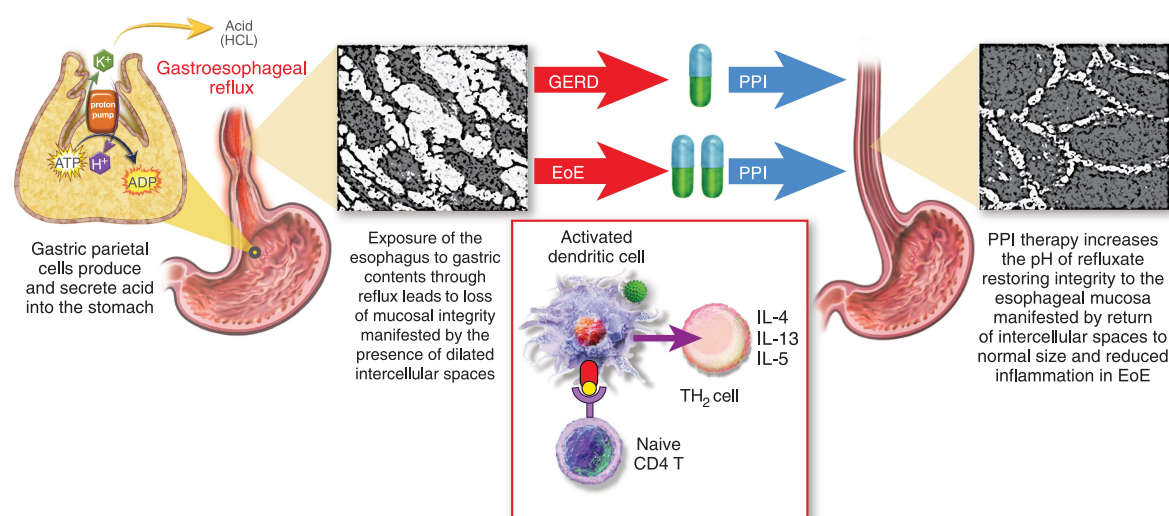 Acid
(HCL)
K+
Gastroesophageal
reflux
proton
pump
ATP
H+
ADP
Gastric parietal
cells produce
and secrete acid
into the stomach
Exposure of the
esophagus to gastric
contents through
reflux leads to loss
of mucosal integrity
manifested by the
presence of dilated
intercellular spaces
GERD
PPI
EoE
PPI
Activated
dendritic cell
IL-4
IL-13
IL-5
TH2 cell
Naive
CD4 T
PPI therapy increases
the pH of refluxate
restoring integrity to the
esophageal mucosa
manifested by return
of intercellular spaces to
normal size and reduced
inflammation in EoE